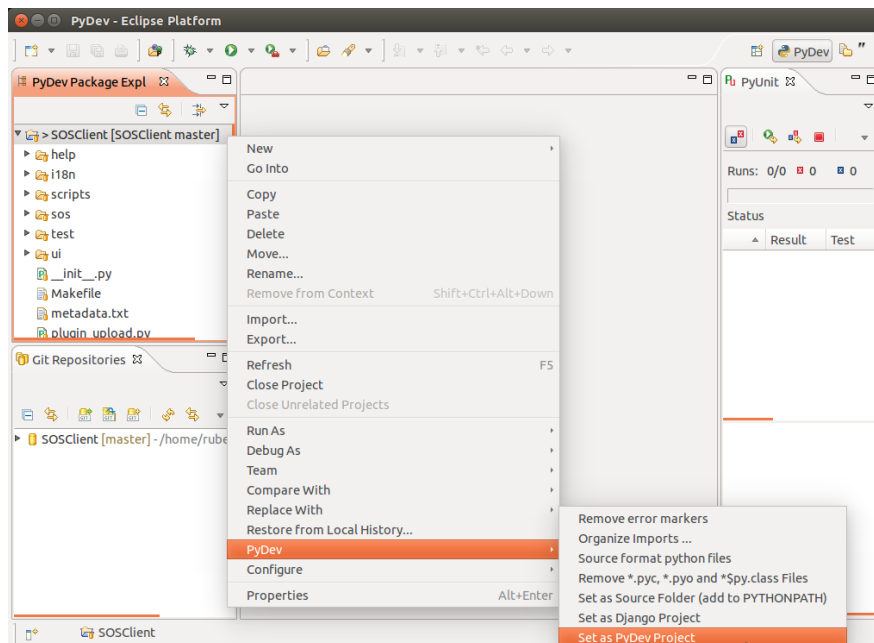 PyDev - Eclipse Platform
PyDev
PyDev Package Expl
> SOSClient [SOSClient master]
help
i18n
scripts
sos
test
ui
__init__.py
Makefile
metadata.txt
plugin_upload.py
Git Repositories
SOSClient [master] - /home/rube
New
Go Into
Copy
Paste
Delete
Move...
Rename...
Remove from Context Shift+Ctrl+Alt+Down
Import...
Export...
Refresh F5
Close Project
Close Unrelated Projects
Run As
Debug As
Team
Compare With
Replace With
Restore from Local History...
PyDev
Configure
Properties Alt+Enter
Remove error markers
Organize Imports ...
Source format python files
Remove *.pyc, *.pyo and *$py.class Files
Set as Source Folder (add to PYTHONPATH)
Set as Django Project
Set as PyDev Project
PyUnit
Runs: 0/0 0 0
Status
Result Test
SOSClient